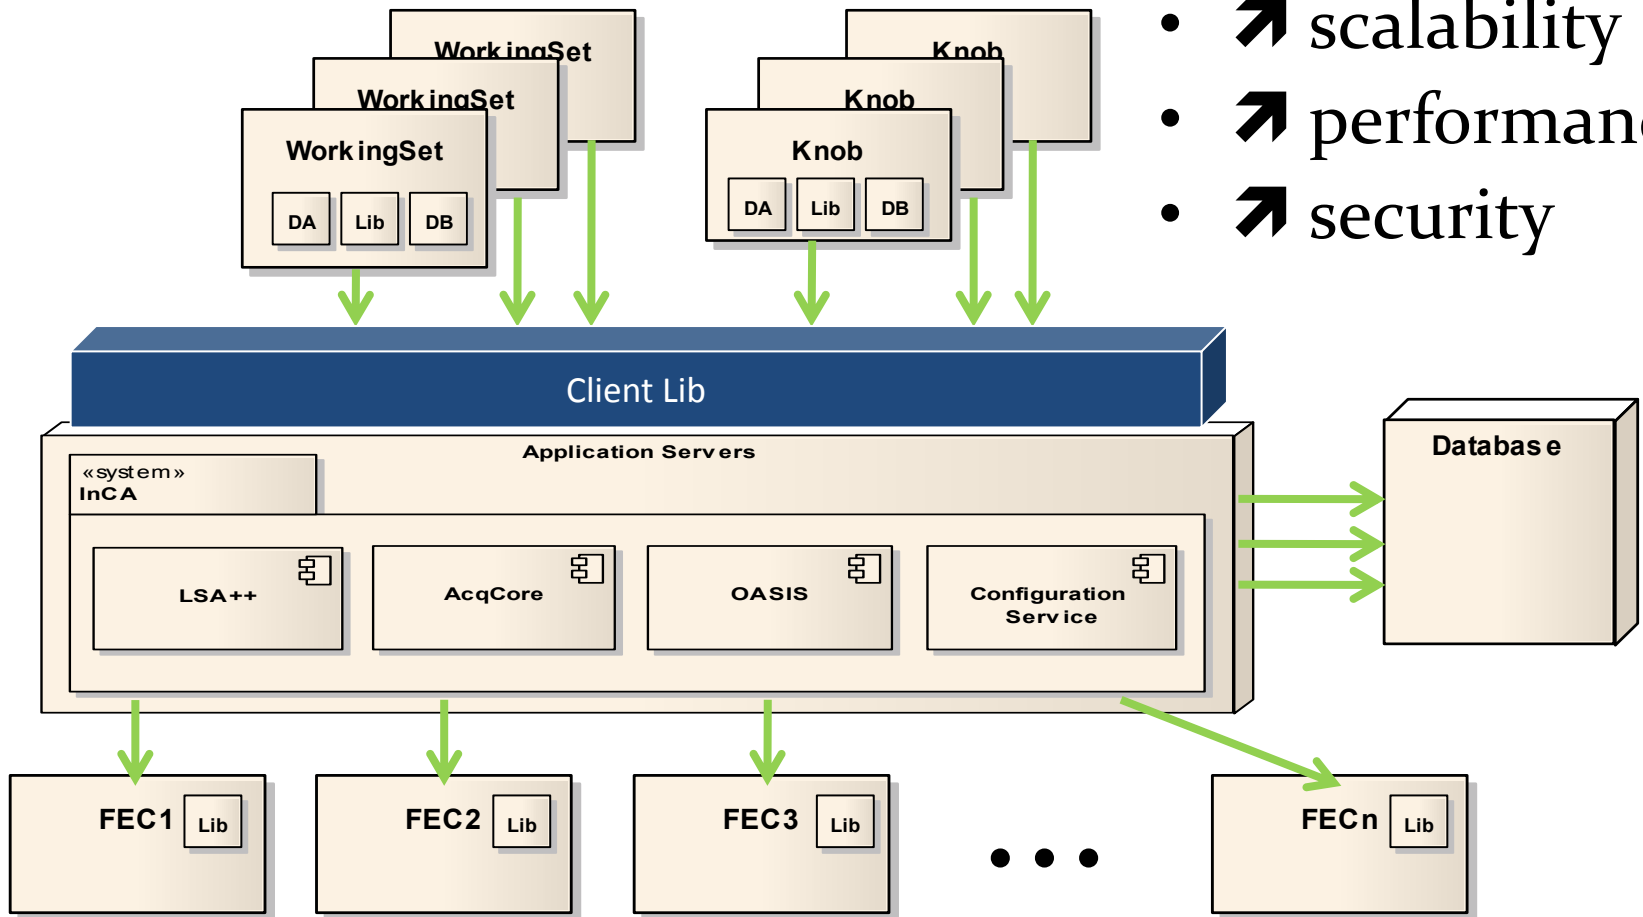 WorkingSet
WorkingSet
WorkingSet
DA Lib DB
Knob
Knob
Knob
DA Lib DB
• ➚ scalability
• ➚ performanc
• ➚ security
Client Lib
Application Servers
«system»
InCA
LSA++
AcqCore
OASIS
Configuration
Service
Database
FEC1 Lib
FEC2 Lib
FEC3 Lib
• • •
FECn Lib